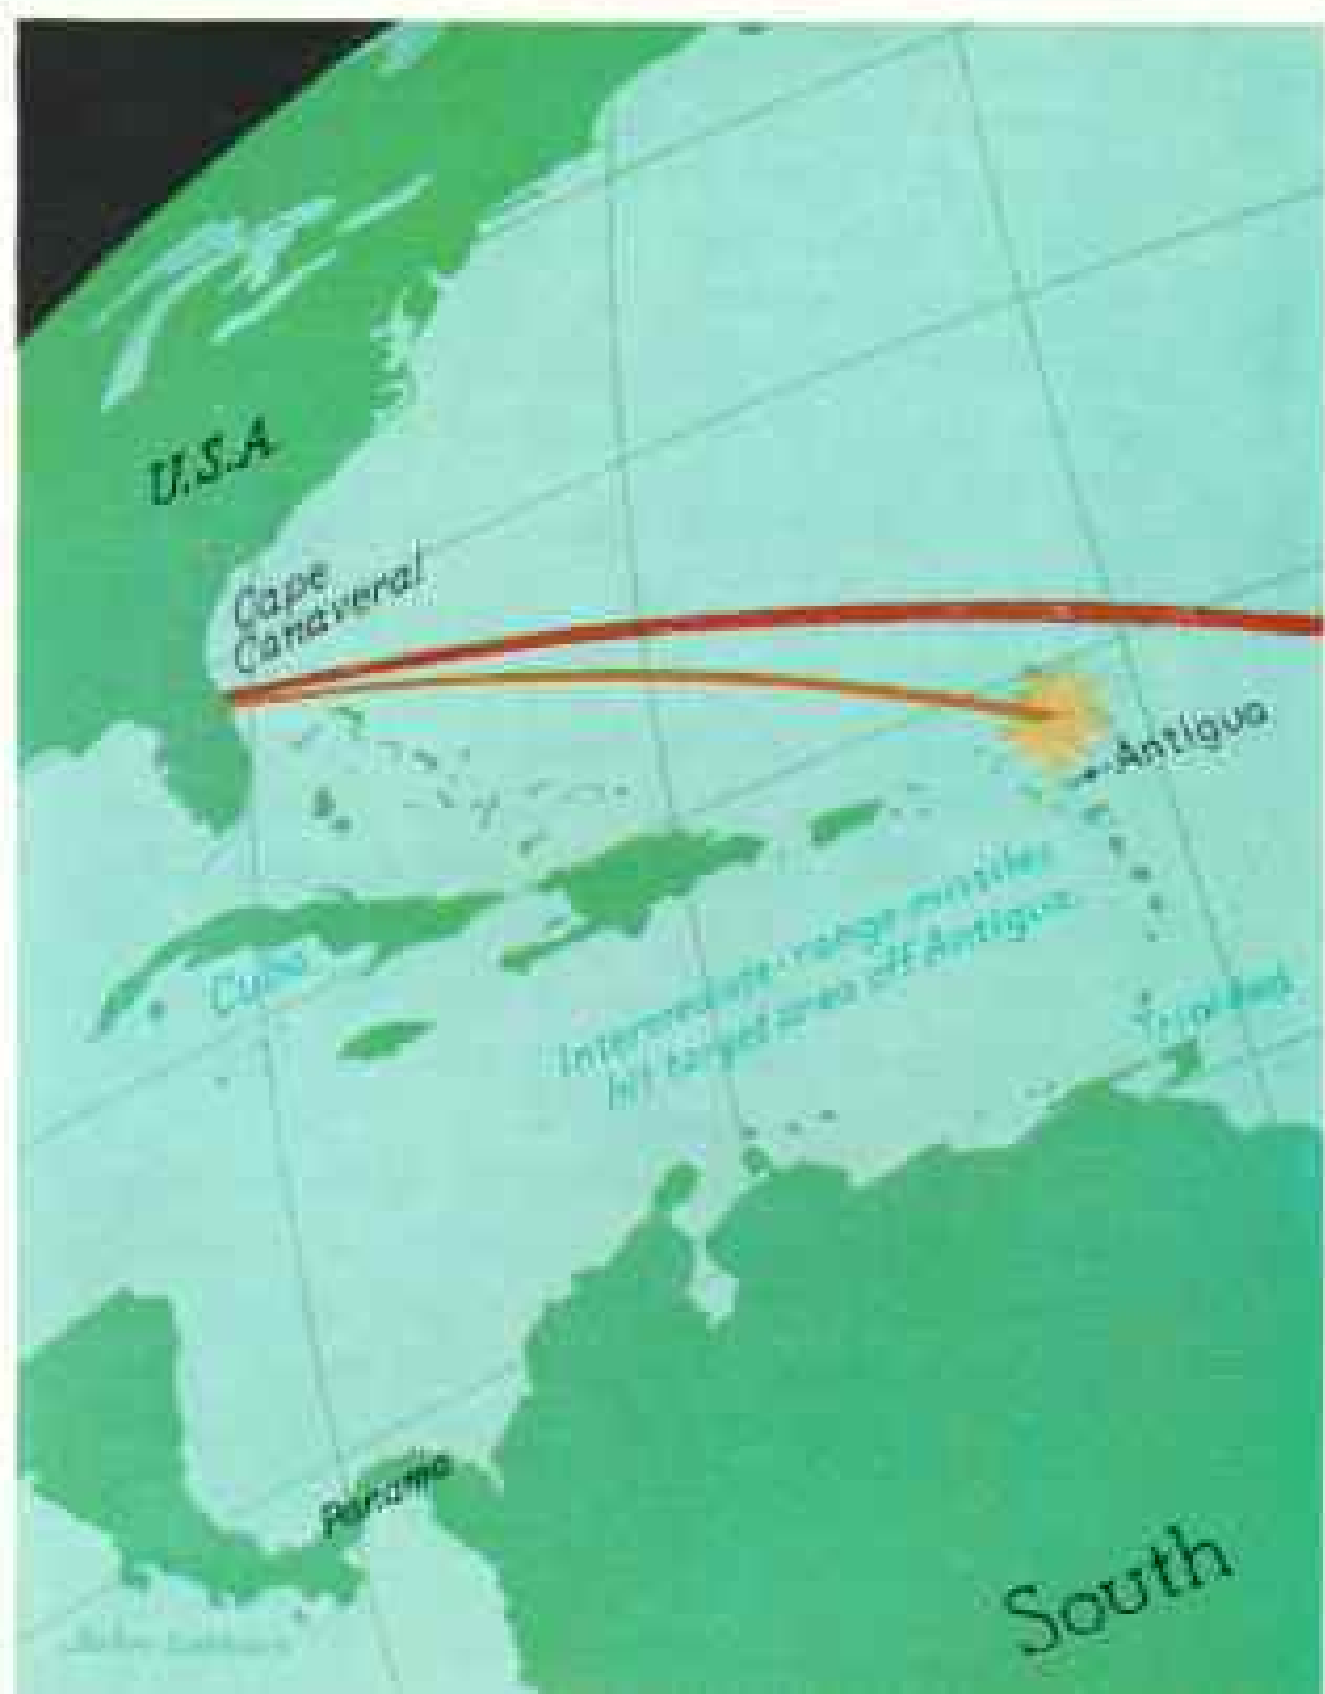 U.S.A
Cape
Canaveral
Antigua
Cuba
Intermediate-range missiles
hit target area off Antigua
Trinidad
Panama
South